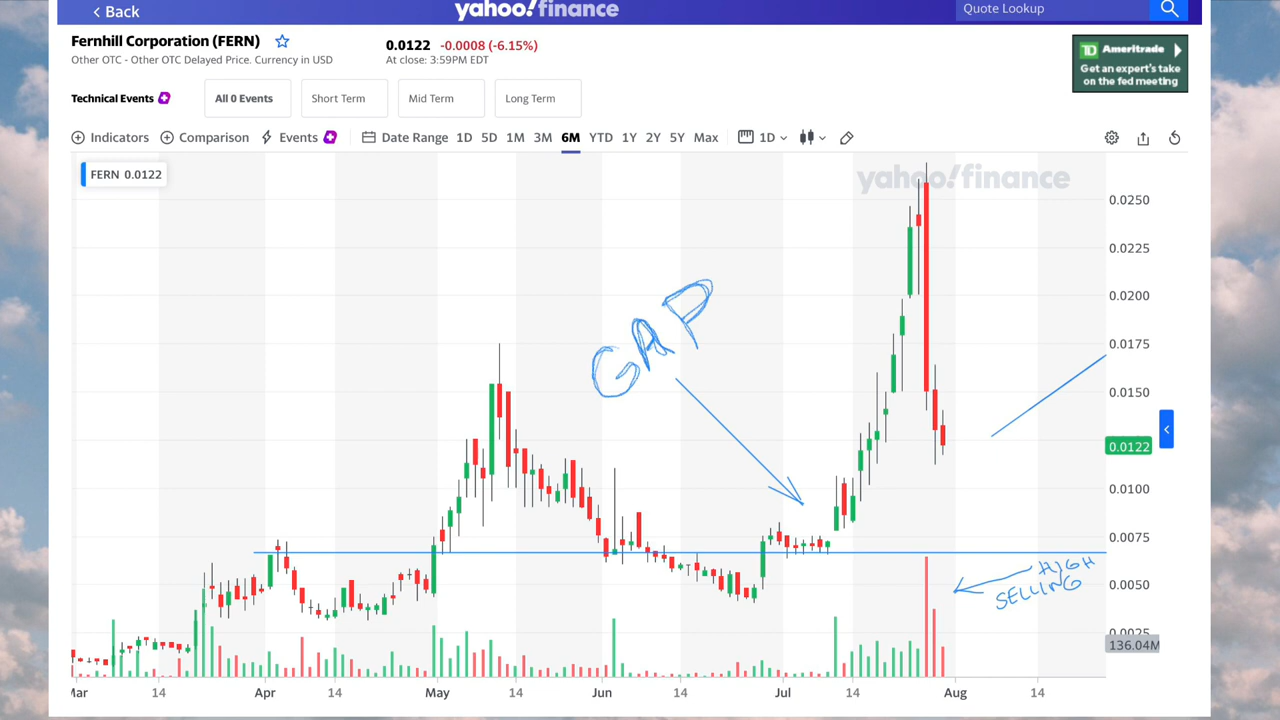 Back
yahoo!finance
Quote Lookup
Fernhill Corporation (FERN)
0.0122 -0.0008 (-6.15%)
Other OTC - Other OTC Delayed Price. Currency in USD
At close: 3:59PM EDT
TD Ameritrade
Get an expert's take
on the fed meeting
Technical Events
All 0 Events
Short Term
Mid Term
Long Term
Indicators
Comparison
Events
Date Range
1D 5D 1M 3M 6M YTD 1Y 2Y 5Y Max
1D
FERN 0.0122
yahoo!finance
0.0250
0.0225
0.0200
0.0175
0.0150
0.0122
0.0100
0.0075
0.0050
0.0025
136.04M
GAP
HIGH
SELLING
Mar 14 Apr 14 May 14 Jun 14 Jul 14 Aug 14